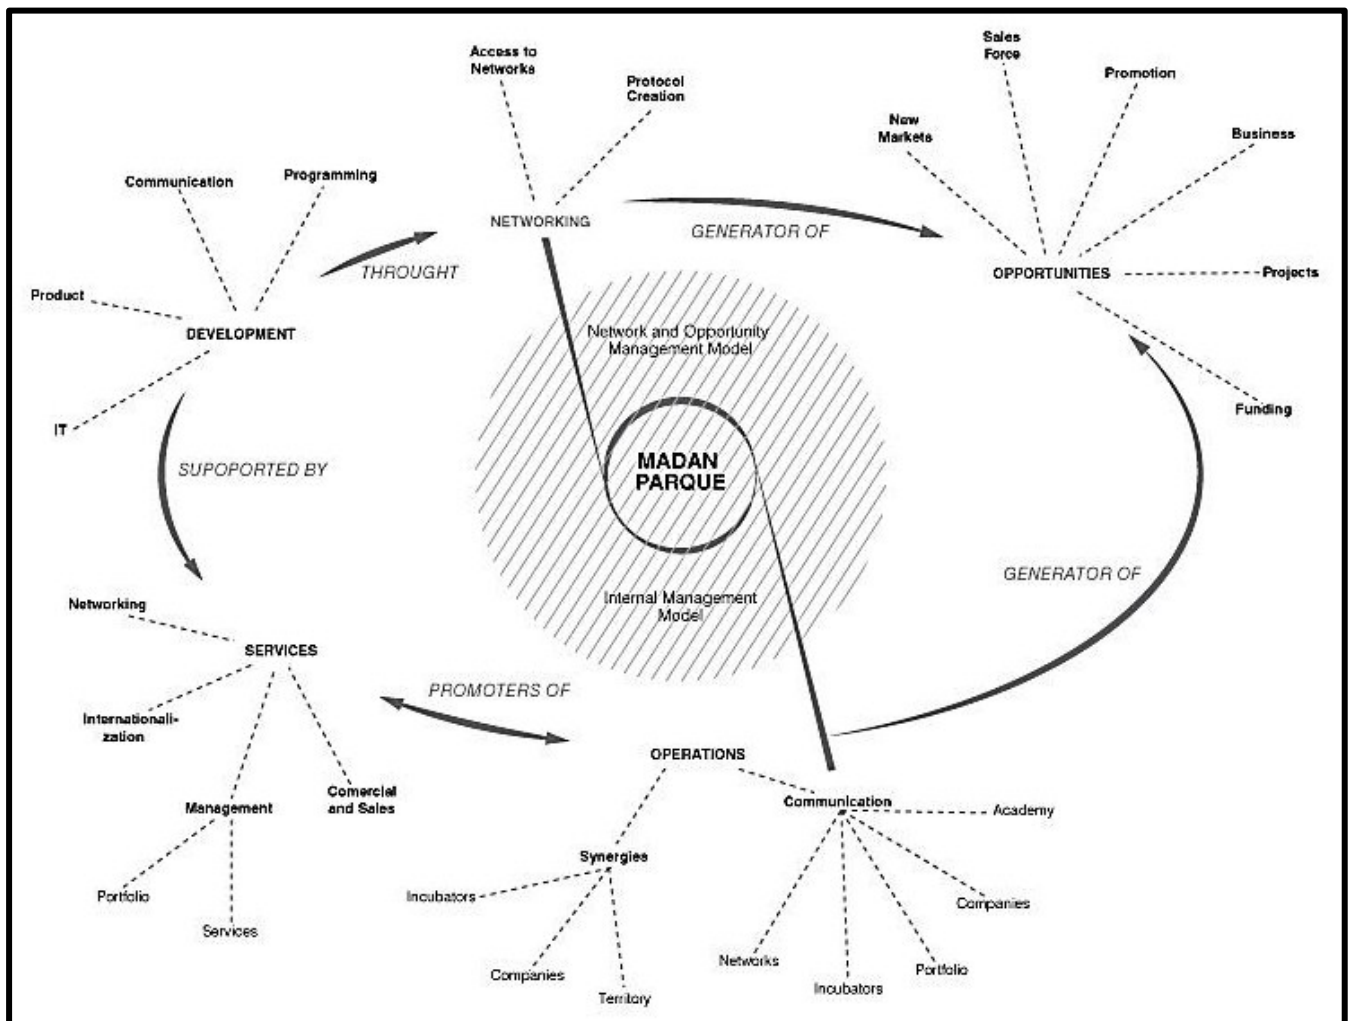 Access to
Networks
Protocol
Creation
Sales
Force
Promotion
New
Markets
Business
Communication
Programming
NETWORKING
GENERATOR OF
THROUGHT
OPPORTUNITIES
Projects
Product
DEVELOPMENT
Network and Opportunity
Management Model
IT
Funding
SUPOPORTED BY
MADAN
PARQUE
GENERATOR OF
Internal Management
Model
Networking
SERVICES
PROMOTERS OF
Internationali-
zation
OPERATIONS
Management
Comercial
and Sales
Communication
Academy
Synergies
Portfolio
Incubators
Companies
Services
Companies
Territory
Networks
Incubators
Portfolio